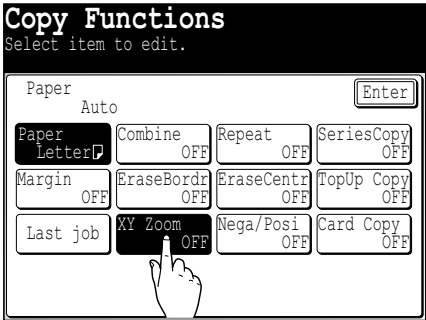 Copy Functions
Select item to edit.
Paper
Auto
Enter
Paper
Letter
Combine
OFF
Repeat
OFF
SeriesCopy
OFF
Margin
OFF
EraseBordr
OFF
EraseCentr
OFF
TopUp Copy
OFF
Last job
XY Zoom
OFF
Nega/Posi
OFF
Card Copy
OFF